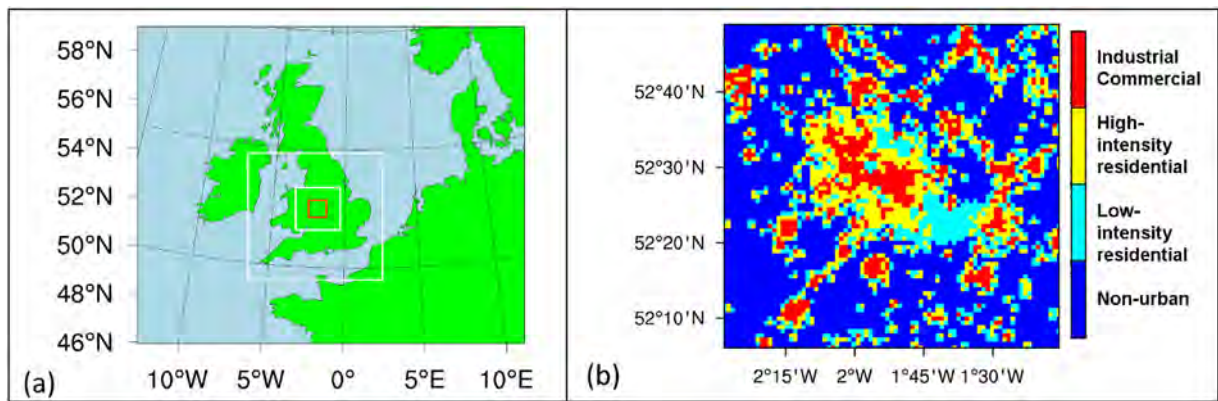 58°N
56°N
54°N
52°N
50°N
48°N
46°N
10°W 5°W 0°E 5°E 10°E
(a)
52°40'N
52°30'N
52°20'N
52°10'N
2°15'W 2°W 1°45'W 1°30'W
(b)
Industrial
Commercial
High-
intensity
residential
Low-
intensity
residential
Non-urban